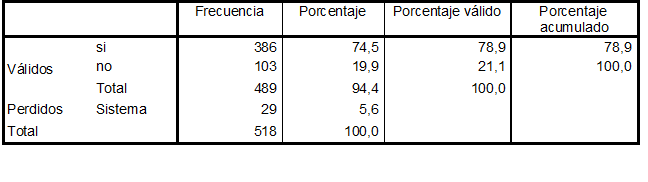 Frecuencia Porcentaje Porcentaje válido Porcentaje acumulado
Válidos si 386 74,5 78,9 78,9
no 103 19,9 21,1 100,0
Total 489 94,4 100,0
Perdidos Sistema 29 5,6
Total 518 100,0